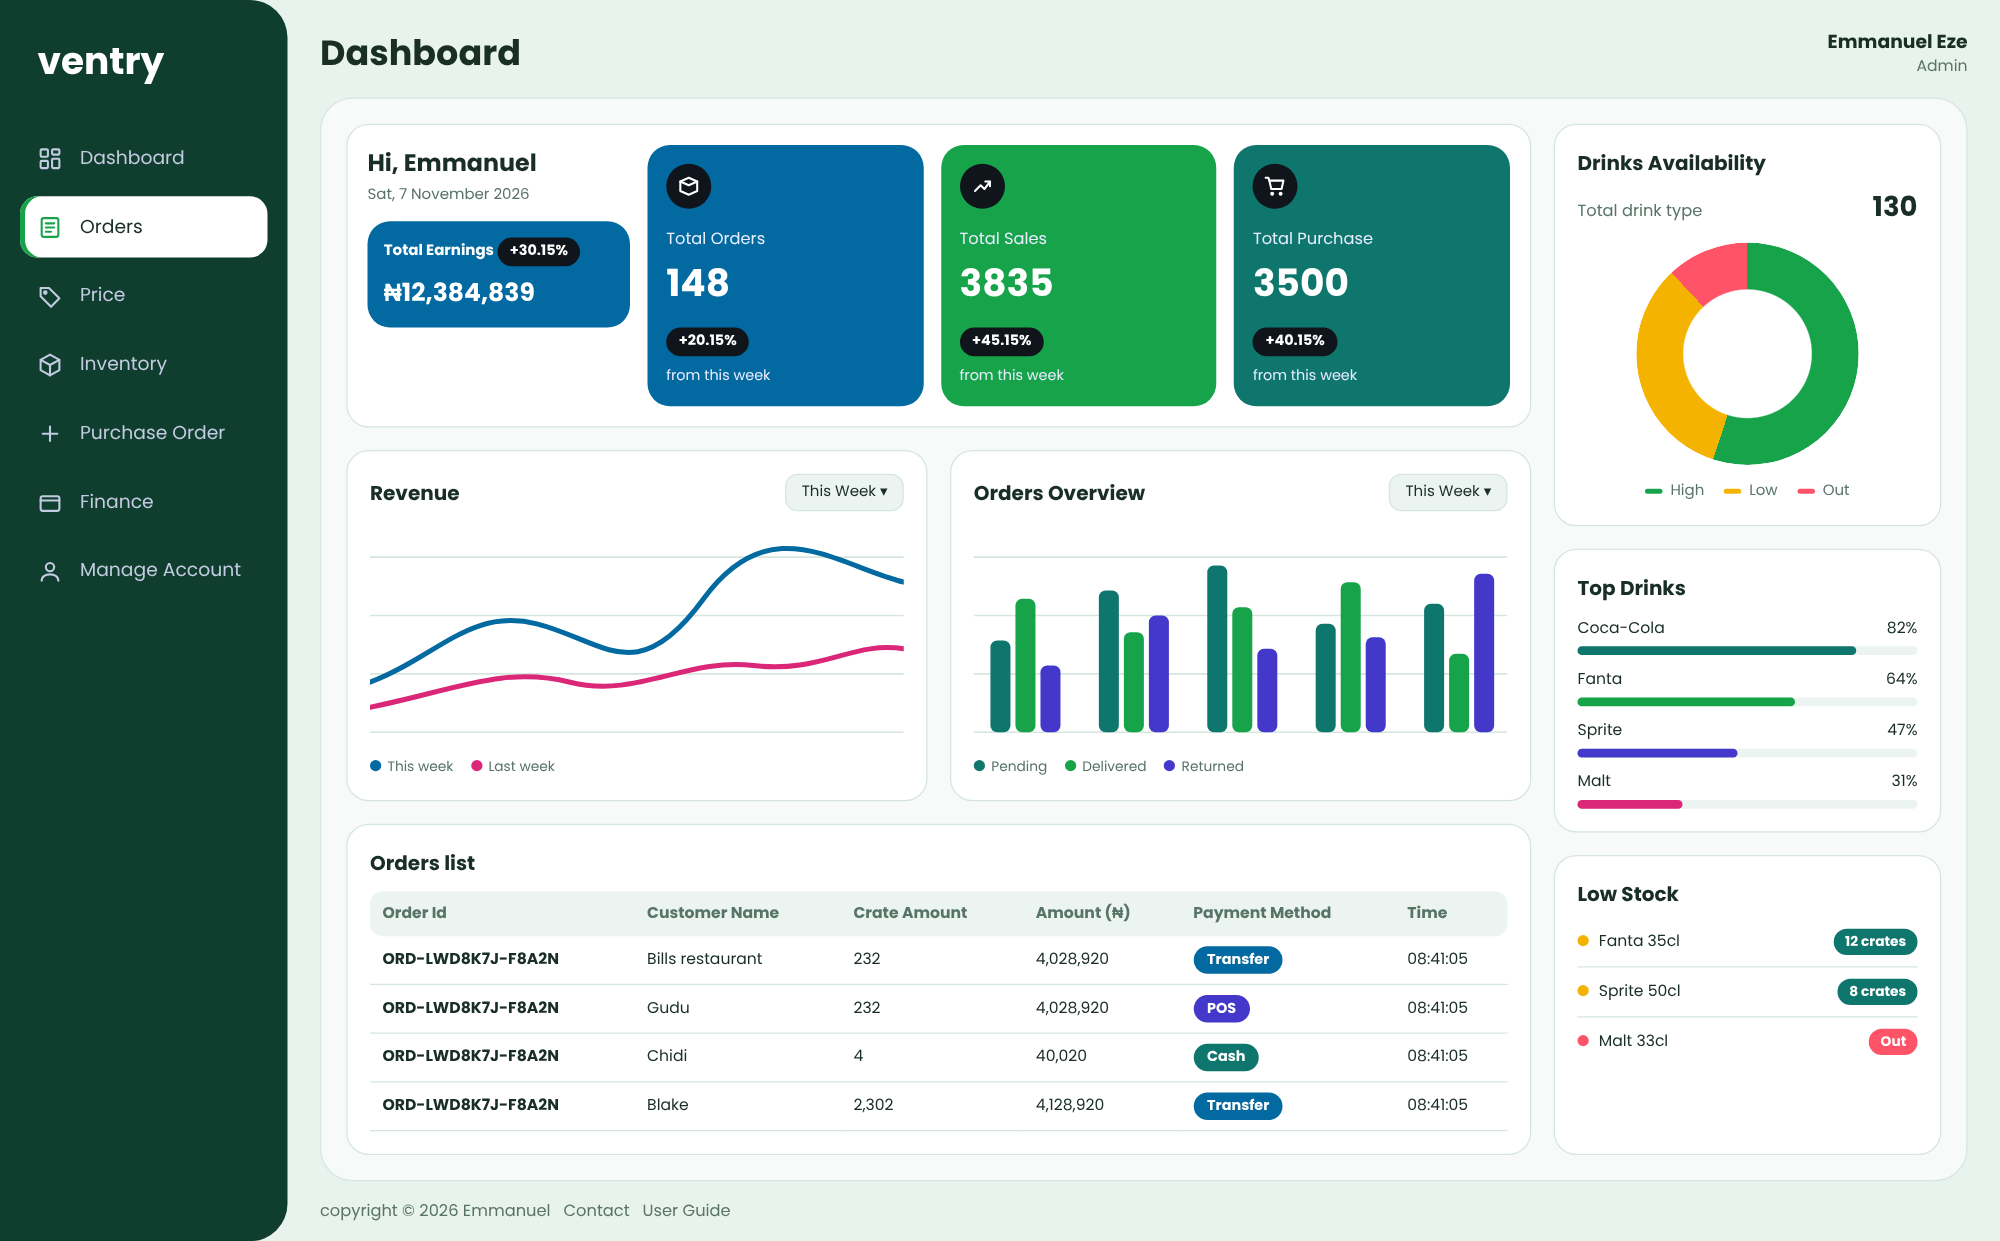 ventry
Dashboard
Orders
Price
Inventory
Purchase Order
Finance
Manage Account
Dashboard
Emmanuel Eze
Admin
Hi, Emmanuel
Sat, 7 November 2026
Total Earnings +30.15%
₦12,384,839
Total Orders
148
+20.15%
from this week
Total Sales
3835
+45.15%
from this week
Total Purchase
3500
+40.15%
from this week
Revenue
This Week ▾
This week Last week
Orders Overview
This Week ▾
Pending Delivered Returned
Orders list
Order Id Customer Name Crate Amount Amount (₦) Payment Method Time
ORD-LWD8K7J-F8A2N Bills restaurant 232 4,028,920 Transfer 08:41:05
ORD-LWD8K7J-F8A2N Gudu 232 4,028,920 POS 08:41:05
ORD-LWD8K7J-F8A2N Chidi 4 40,020 Cash 08:41:05
ORD-LWD8K7J-F8A2N Blake 2,302 4,128,920 Transfer 08:41:05
Drinks Availability
Total drink type 130
High Low Out
Top Drinks
Coca-Cola 82%
Fanta 64%
Sprite 47%
Malt 31%
Low Stock
Fanta 35cl 12 crates
Sprite 50cl 8 crates
Malt 33cl Out
copyright © 2026 Emmanuel Contact User Guide